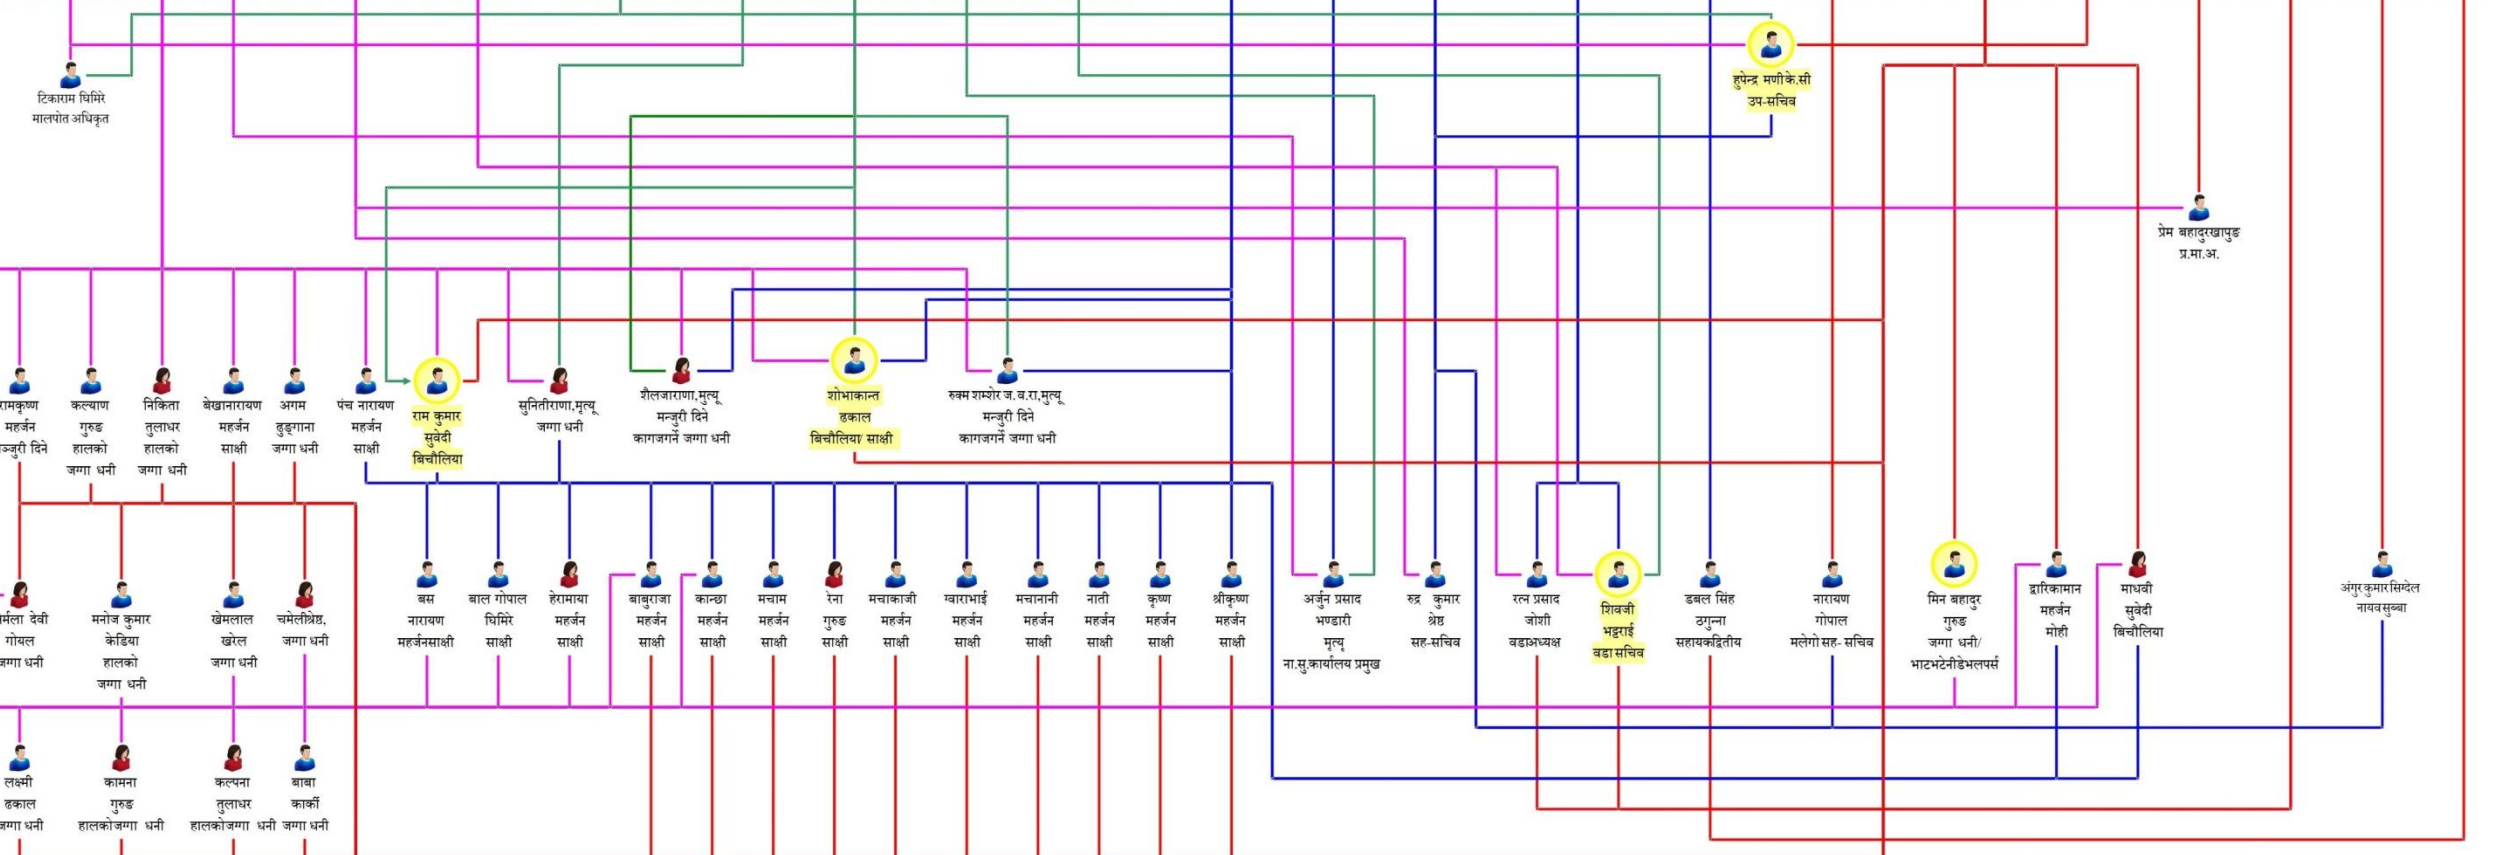 टिकाराम घिमिरे
मालपोत अधिकृत
हुपेन्द्र मणीके.सी
उप-सचिव
प्रेम बहादुरखापुङ
प्र.मा.अ.
रामकृष्ण
महर्जन
ञ्जुरी दिने
कल्याण
गुरुङ
हालको
जग्गा धनी
निकिता
तुलाधर
हालको
जग्गा धनी
बेखानारायण
महर्जन
साक्षी
अगम
ढुङ्गाना
जग्गा धनी
पंच नारायण
महर्जन
साक्षी
राम कुमार
सुवेदी
बिचौलिया
सुनितीराणा,मृत्यू
जग्गा धनी
शैलजाराणा,मुत्यू
मन्जुरी दिने
कागजगर्ने जग्गा धनी
शोभाकान्त
ढकाल
बिचौलिया/ साक्षी
रुक्म शम्शेर ज.व.रा,मुत्यू
मन्जुरी दिने
कागजगर्ने जग्गा धनी
र्मला देवी
गोयल
जग्गा धनी
मनोज कुमार
केडिया
हालको
जग्गा धनी
खेमलाल
खरेल
जग्गा धनी
चमेलीश्रेष्ठ,
जग्गा धनी
बस
नारायण
महर्जनसाक्षी
बाल गोपाल
घिमिरे
साक्षी
हेरामाया
महर्जन
साक्षी
बाबुराजा
महर्जन
साक्षी
कान्छा
महर्जन
साक्षी
मचाम
महर्जन
साक्षी
रेना
गुरुङ
साक्षी
मचाकाजी
महर्जन
साक्षी
ग्वाराभाई
महर्जन
साक्षी
मचानानी
महर्जन
साक्षी
नाती
महर्जन
साक्षी
कृष्ण
महर्जन
साक्षी
श्रीकृष्ण
महर्जन
साक्षी
अर्जुन प्रसाद
भण्डारी
मृत्यू
ना.सु.कार्यालय प्रमुख
रुद्र कुमार
श्रेष्ठ
सह-सचिव
रत्न प्रसाद
जोशी
वडाअध्यक्ष
शिवजी
भट्टराई
वडा सचिव
डबल सिंह
ठगुन्ना
सहायकद्वितीय
नारायण
गोपाल
मलेगो सह- सचिव
मिन बहादुर
गुरुङ
जग्गा धनी/
भाटभटेनीडेभलपर्स
द्वारिकामान
महर्जन
मोही
माधवी
सुवेदी
बिचौलिया
अंगुरकुमारसिग्देल
नायवसुब्बा
लक्ष्मी
ढकाल
जग्गा धनी
कामना
गुरुङ
हालकोजग्गा धनी
कल्पना
तुलाधर
हालकोजग्गा धनी
बाबा
कार्की
जग्गा धनी